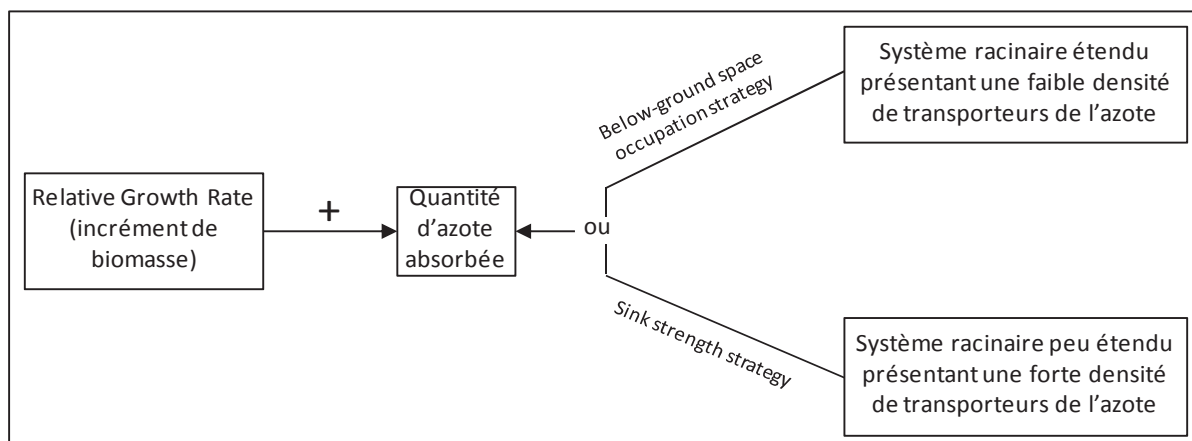 Relative Growth Rate
(incrément de
biomasse)
+
Quantité
d'azote
absorbée
ou
Below-ground space
occupation strategy
Système racinaire étendu
présentant une faible densité
de transporteurs de l'azote
Sink strength strategy
Système racinaire peu étendu
présentant une forte densité
de transporteurs de l'azote